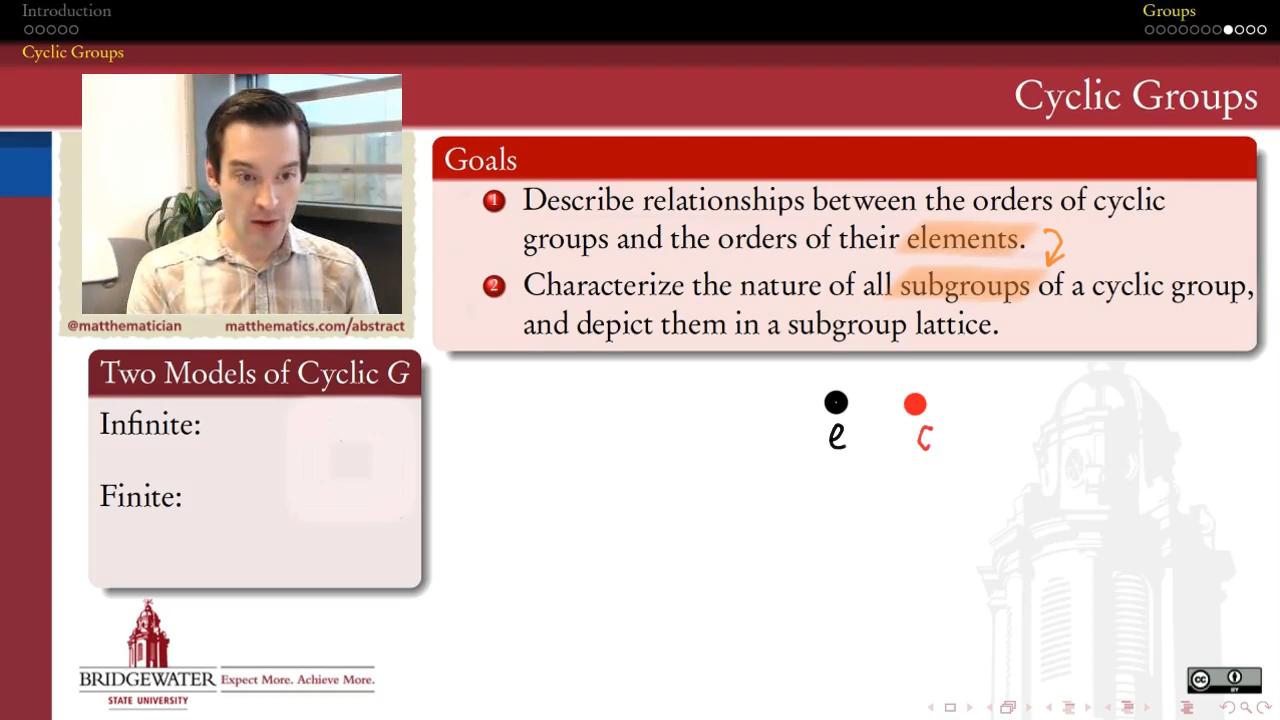 Introduction
Groups
Cyclic Groups
Cyclic Groups
Goals
1 Describe relationships between the orders of cyclic
groups and the orders of their elements.
2 Characterize the nature of all subgroups of a cyclic group,
and depict them in a subgroup lattice.
@matthematician matthematics.com/abstract
Two Models of Cyclic G
Infinite:
Finite:
e c
BRIDGEWATER
STATE UNIVERSITY
Expect More. Achieve More.
CC BY